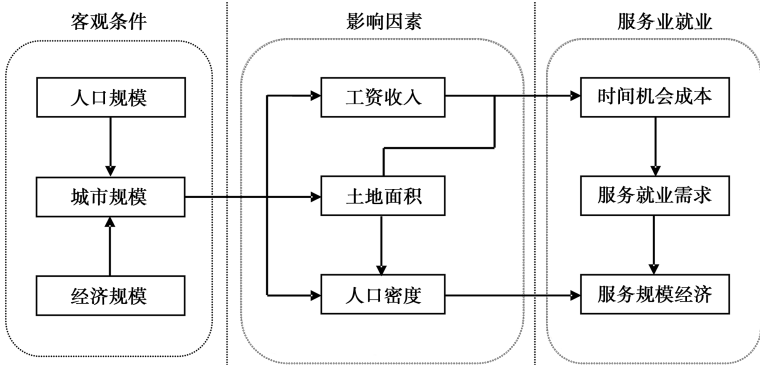 客观条件
影响因素
服务业就业
人口规模
工资收入
时间机会成本
城市规模
土地面积
服务就业需求
经济规模
人口密度
服务规模经济